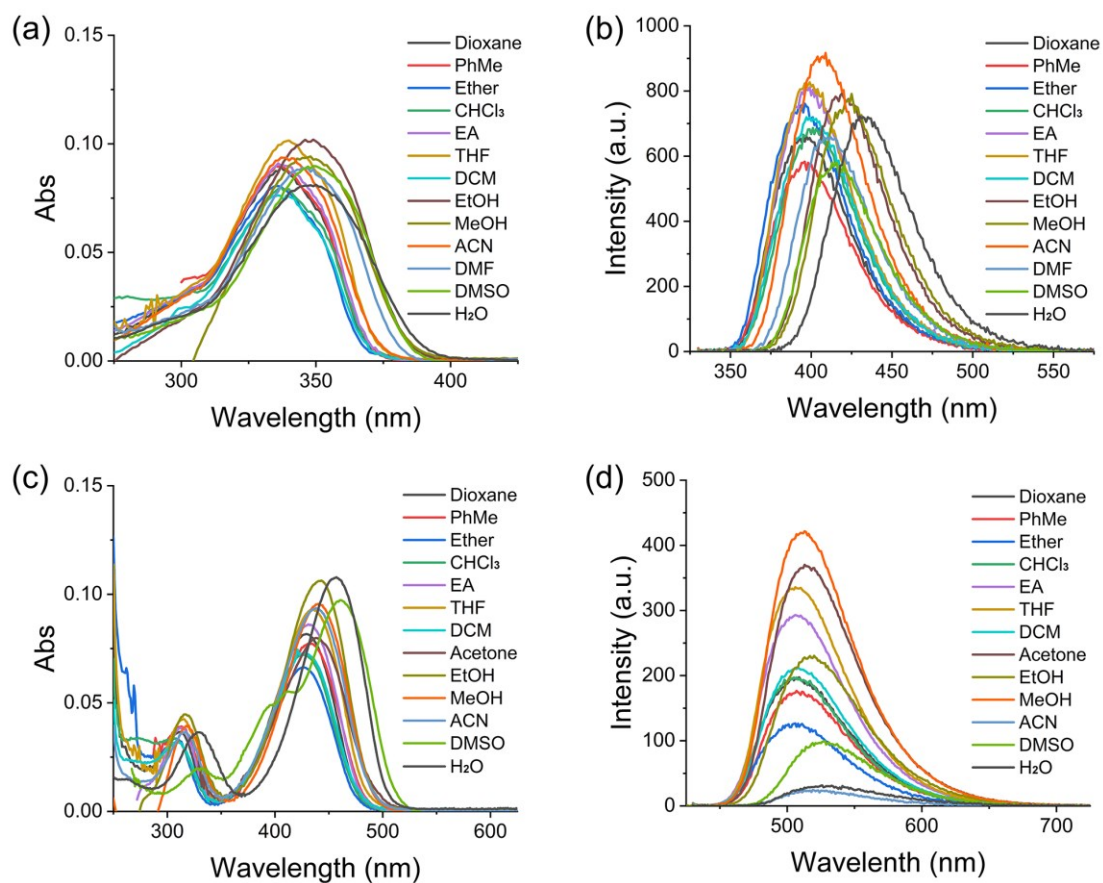 (a)
0.15
0.10
0.05
0.00
Abs
300
350
400
Wavelength (nm)
Dioxane
PhMe
Ether
CHCl₃
EA
THF
DCM
EtOH
MeOH
ACN
DMF
DMSO
H₂O
(b)
1000
900
800
700
600
500
400
300
200
100
0
Intensity (a.u.)
350
400
450
500
550
Wavelength (nm)
Dioxane
PhMe
Ether
CHCl₃
EA
THF
DCM
EtOH
MeOH
ACN
DMF
DMSO
H₂O
(c)
0.15
0.10
0.05
0.00
Abs
300
400
500
600
Wavelength (nm)
Dioxane
PhMe
Ether
CHCl₃
EA
THF
DCM
Acetone
EtOH
MeOH
ACN
DMSO
H₂O
(d)
500
400
300
200
100
0
Intensity (a.u.)
500
600
700
Wavelenth (nm)
Dioxane
PhMe
Ether
CHCl₃
EA
THF
DCM
Acetone
EtOH
MeOH
ACN
DMSO
H₂O